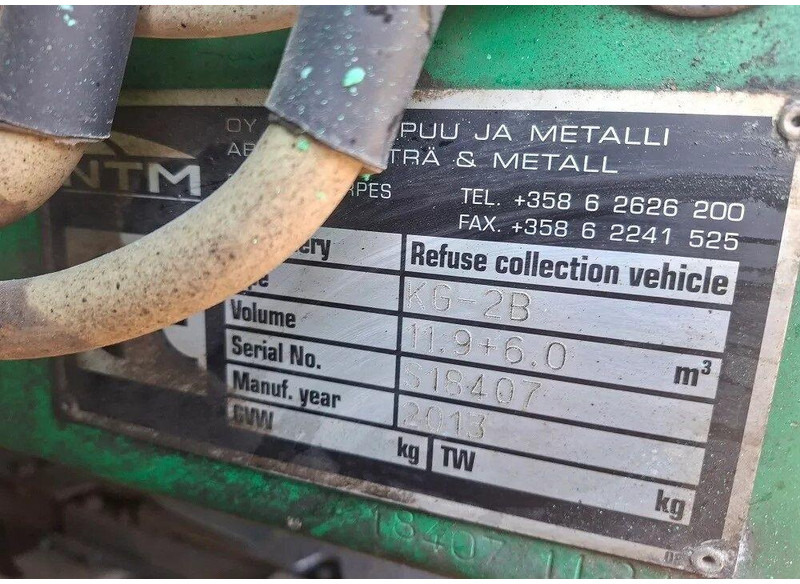 NTM
OY PUU JA METALLI
AB TRÄ & METALL
TEL. +358 6 2626 200
FAX. +358 6 2241 525
Refuse collection vehicle
KG-2B
Volume 11.9+6.0 m³
Serial No. S18407
Manuf. year 2013
GVW kg TW kg
18407